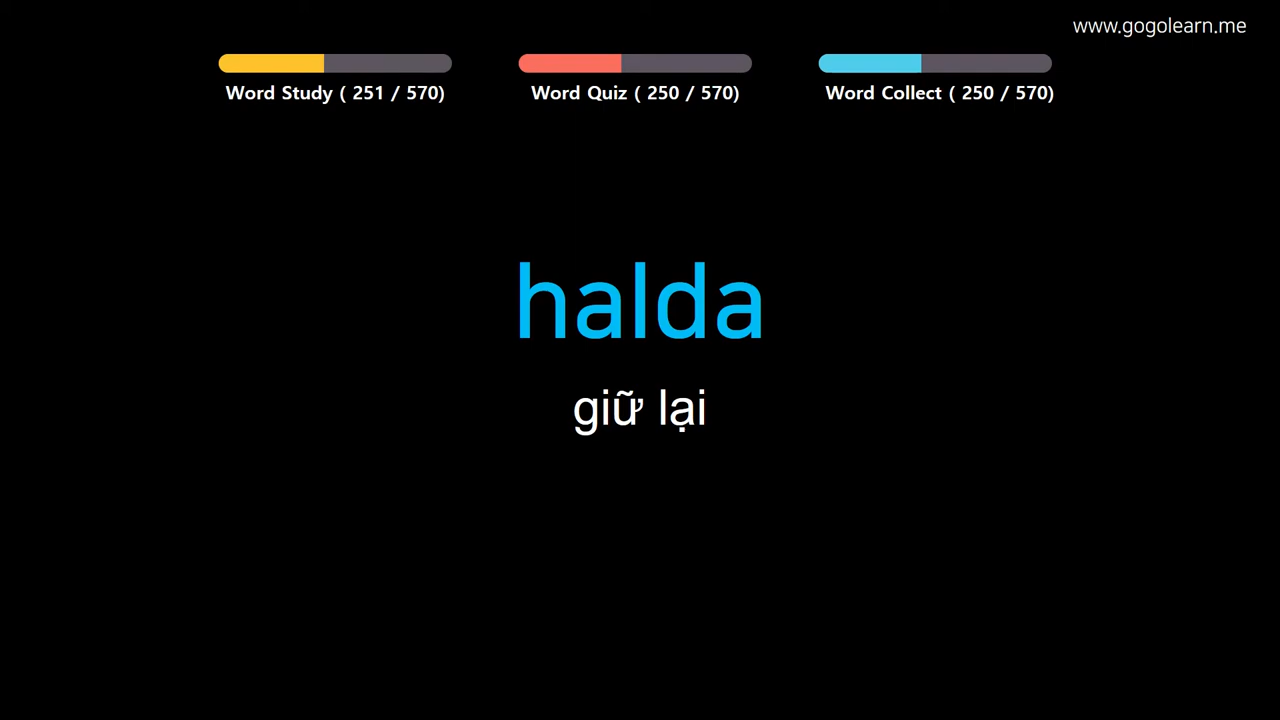 www.gogolearn.me
Word Study ( 251 / 570)
Word Quiz ( 250 / 570)
Word Collect ( 250 / 570)
halda
giữ lại